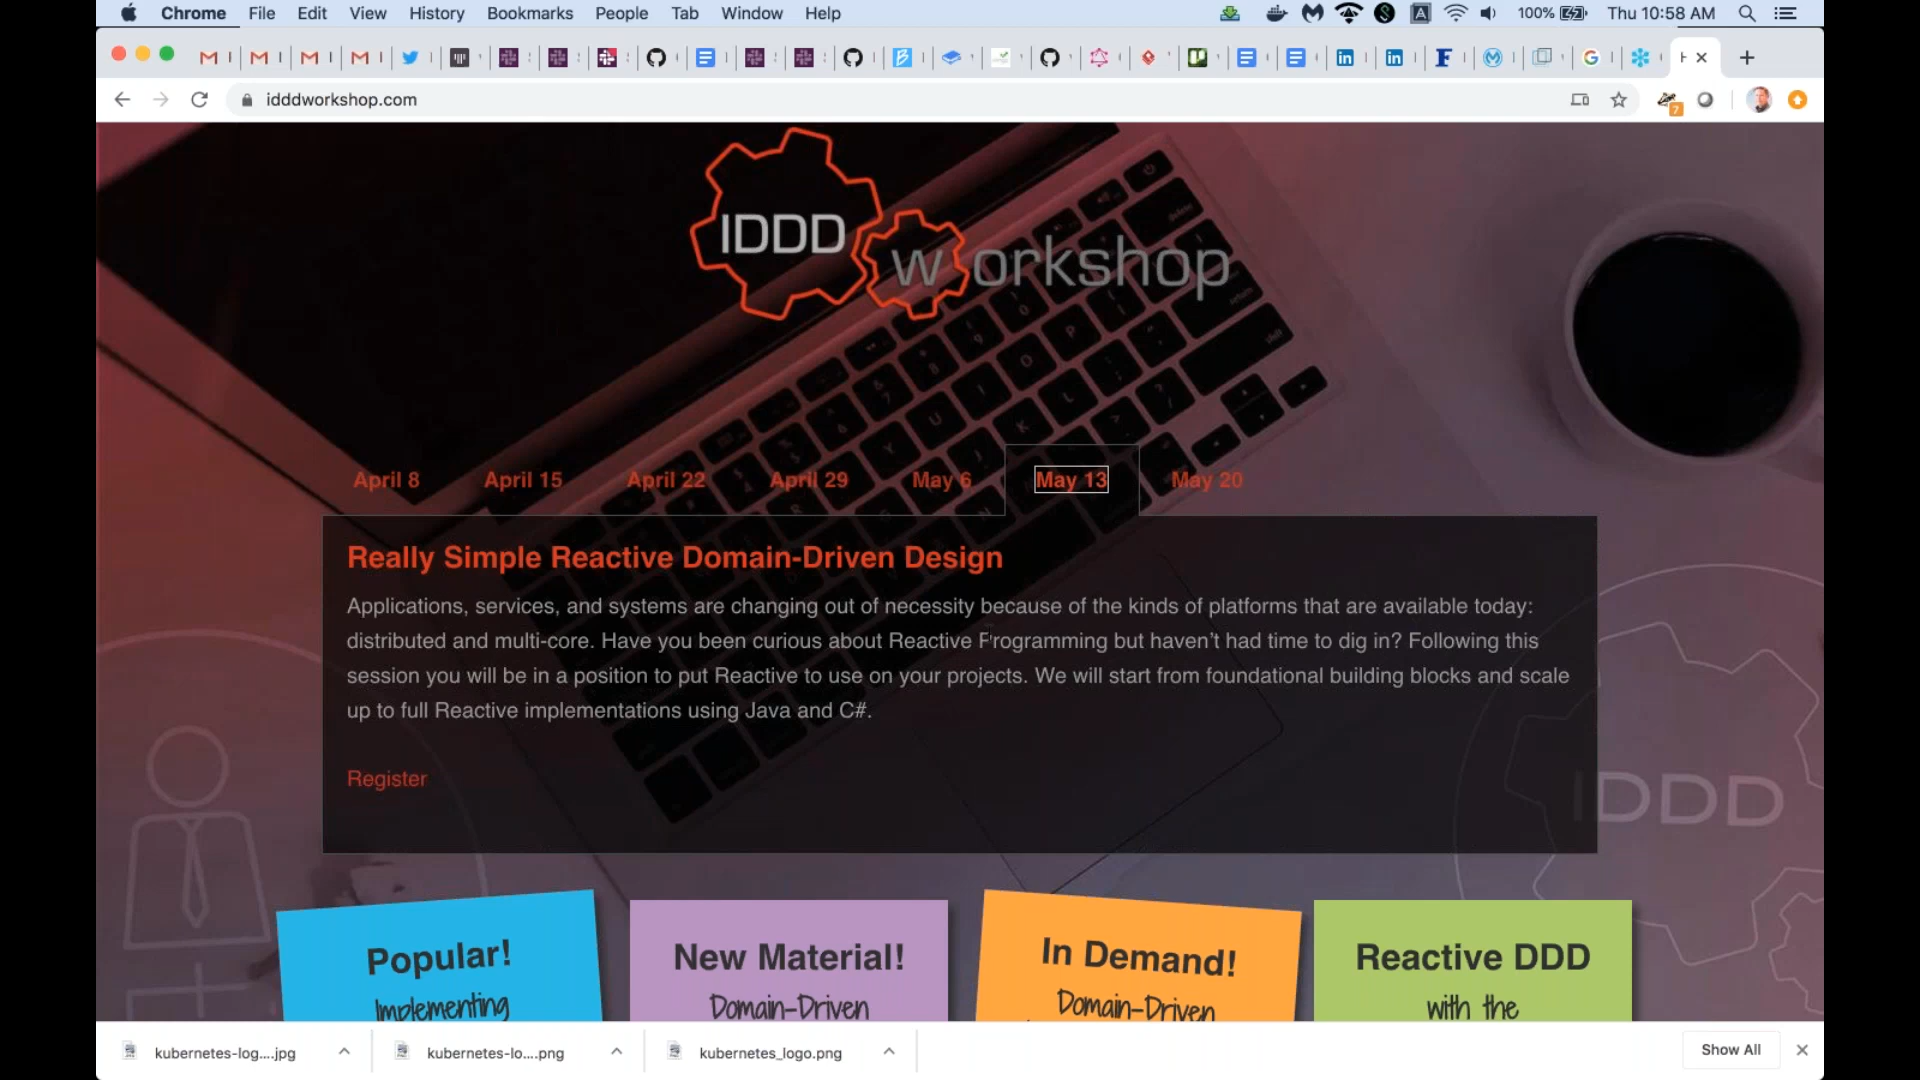 Chrome File Edit View History Bookmarks People Tab Window Help 100% Thu 10:58 AM
idddworkshop.com
7
IDDD workshop
April 8 April 15 April 22 April 29 May 6 May 13 May 20
Really Simple Reactive Domain-Driven Design
Applications, services, and systems are changing out of necessity because of the kinds of platforms that are available today:
distributed and multi-core. Have you been curious about Reactive Programming but haven't had time to dig in? Following this
session you will be in a position to put Reactive to use on your projects. We will start from foundational building blocks and scale
up to full Reactive implementations using Java and C#.
Register
IDDD
Popular! New Material! In Demand! Reactive DDD
Implementing Domain-Driven Domain-Driven with the
kubernetes-log....jpg kubernetes-lo....png kubernetes_logo.png Show All